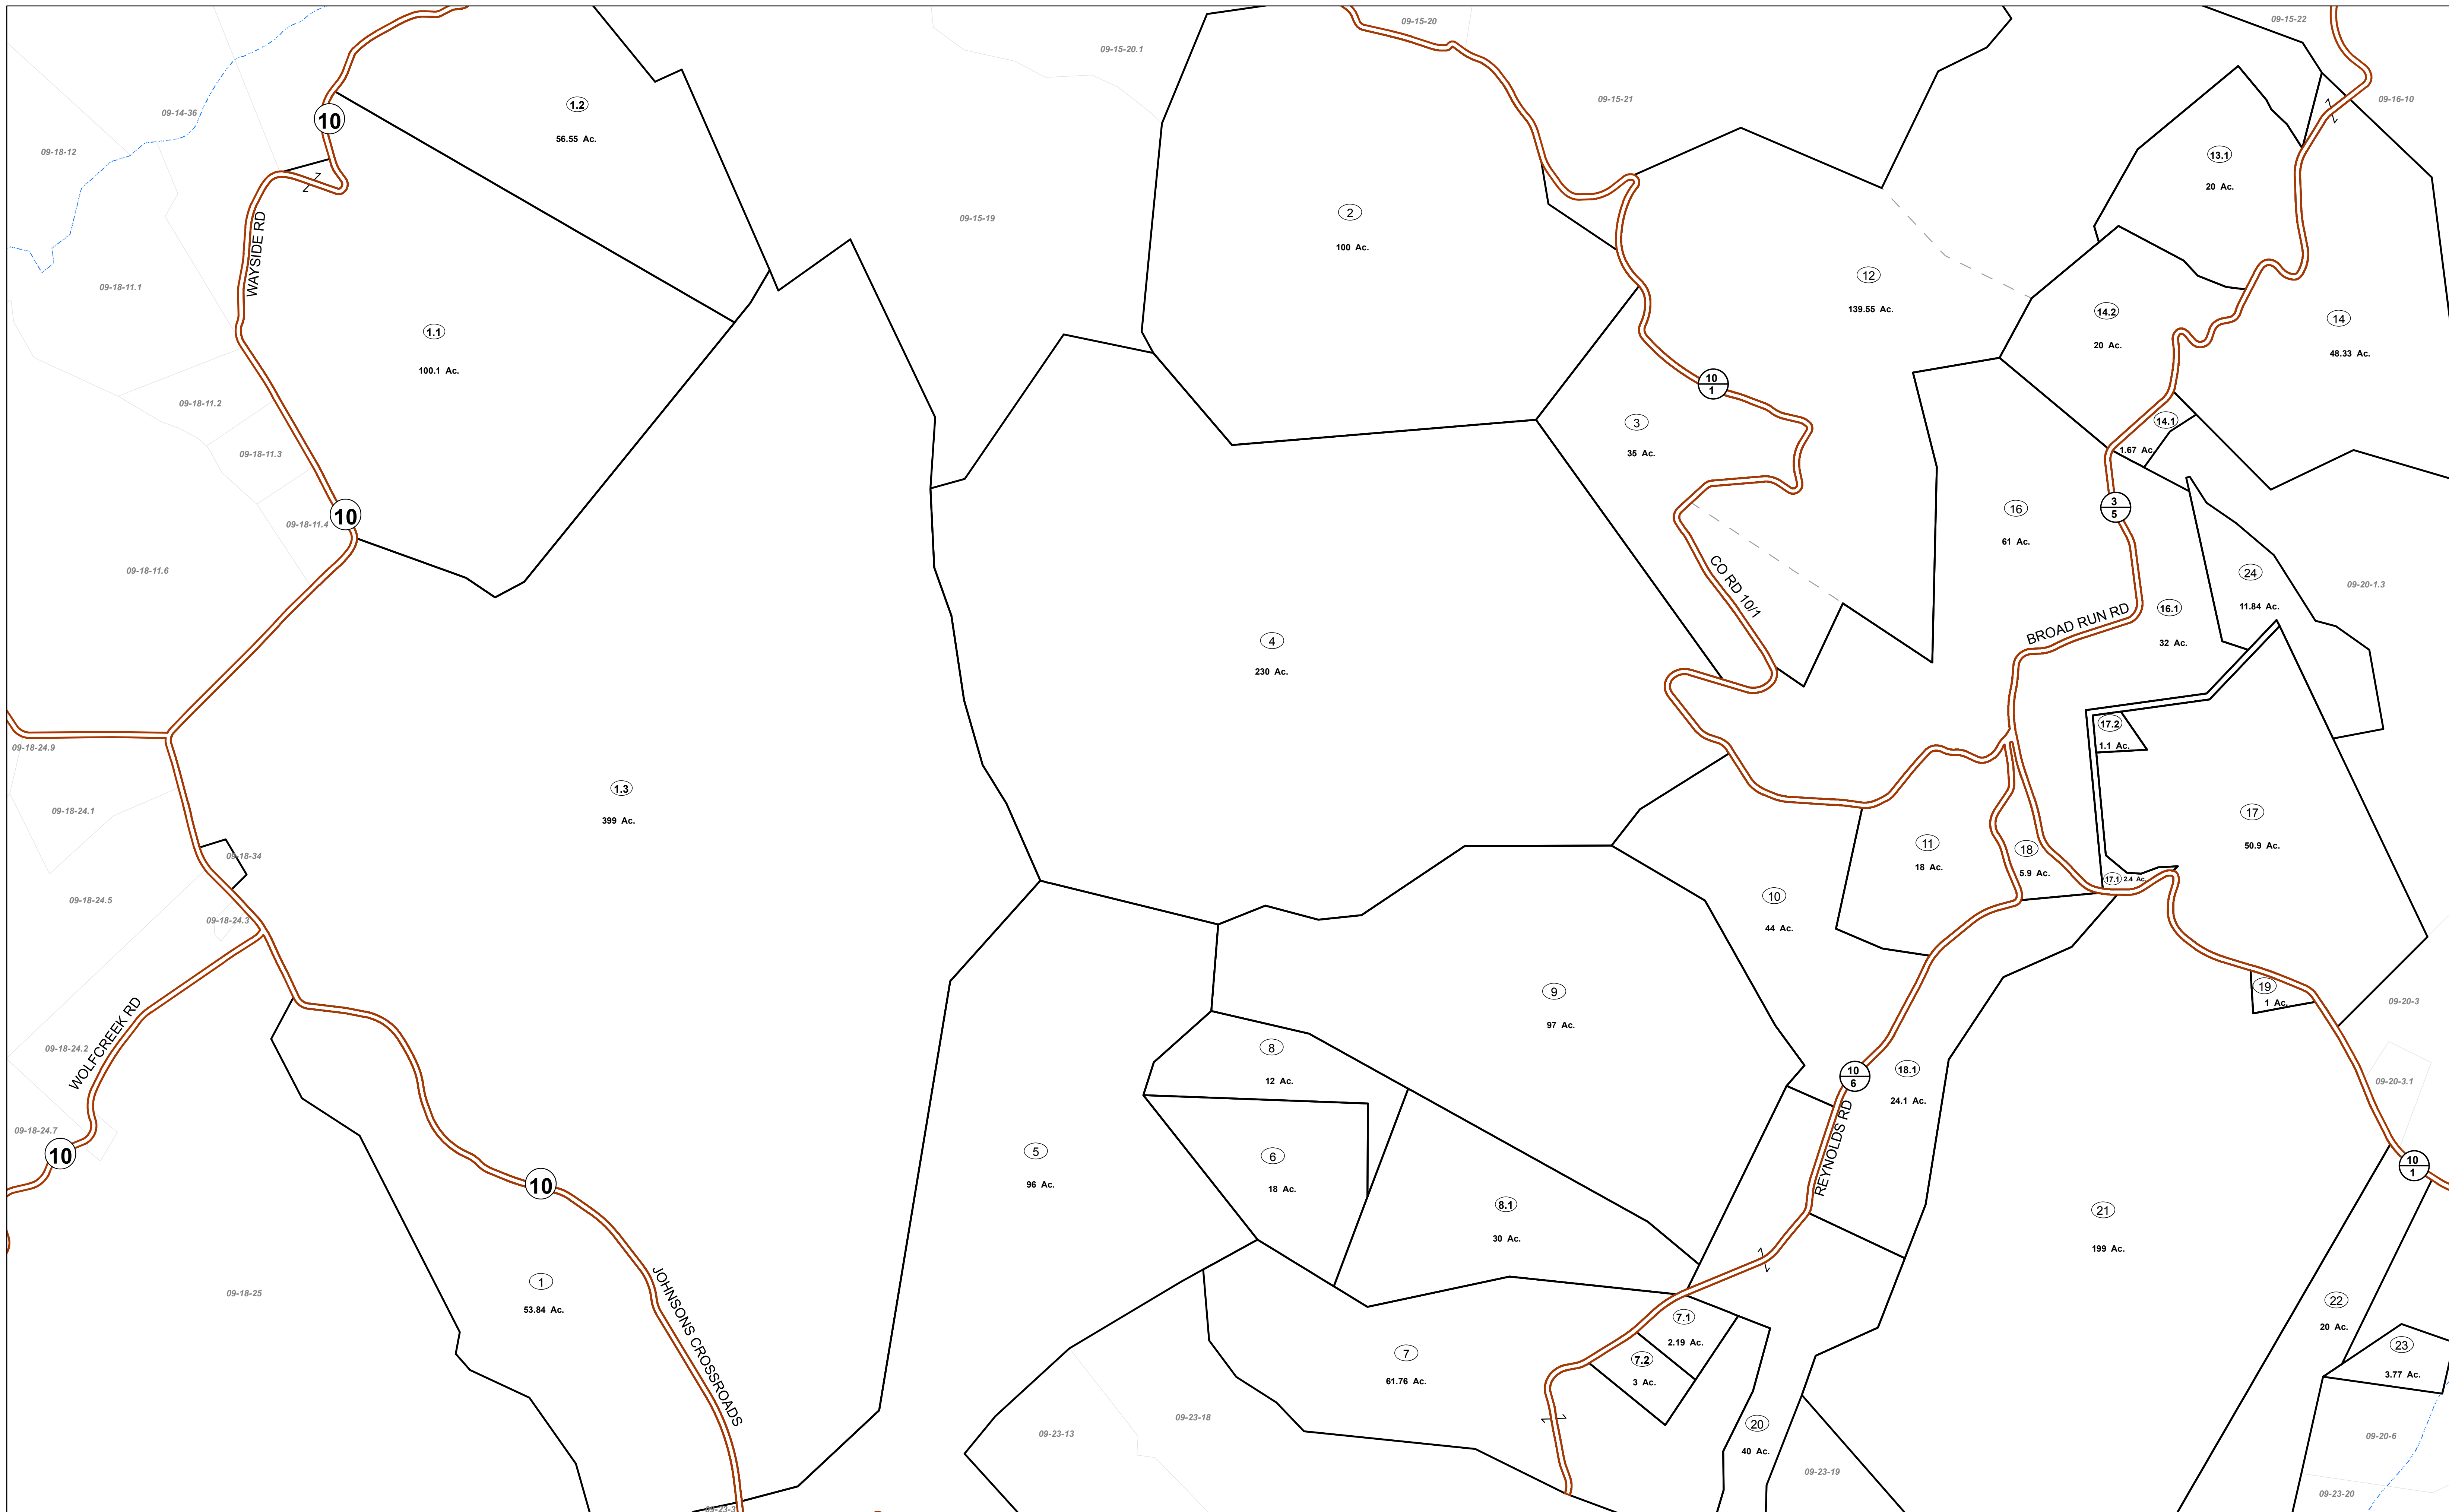 09-15-20
09-15-22
09-15-20.1
09-15-21
09-16-10
1.2
56.55 Ac.
09-14-36
10
09-18-12
13.1
20 Ac.
Z
Z
WAYSIDE RD
09-15-19
2
100 Ac.
12
139.55 Ac.
09-18-11.1
14.2
20 Ac.
14
48.33 Ac.
1.1
100.1 Ac.
10
1
09-18-11.2
3
35 Ac.
14.1
1.67 Ac.
09-18-11.3
09-18-11.4
10
16
61 Ac.
3
5
09-18-11.6
CO RD 10/1
24
11.84 Ac.
09-20-1.3
BROAD RUN RD
16.1
32 Ac.
4
230 Ac.
17.2
1.1 Ac.
09-18-24.9
1.3
399 Ac.
09-18-24.1
17
50.9 Ac.
11
18 Ac.
18
5.9 Ac.
09-18-34
17.1 2.4 Ac.
10
44 Ac.
09-18-24.5
09-18-24.3
9
97 Ac.
19
1 Ac.
09-20-3
WOLFCREEK RD
09-18-24.2
8
12 Ac.
10
6
18.1
24.1 Ac.
09-20-3.1
REYNOLDS RD
09-18-24.7
10
10
5
96 Ac.
6
18 Ac.
10
1
8.1
30 Ac.
21
199 Ac.
Z
09-18-25
1
53.84 Ac.
JOHNSONS CROSSROADS
22
20 Ac.
7.1
2.19 Ac.
7
61.76 Ac.
7.2
3 Ac.
23
3.77 Ac.
Z
09-23-18
09-23-13
20
40 Ac.
09-20-6
09-23-19
09-23-20
09-23-3